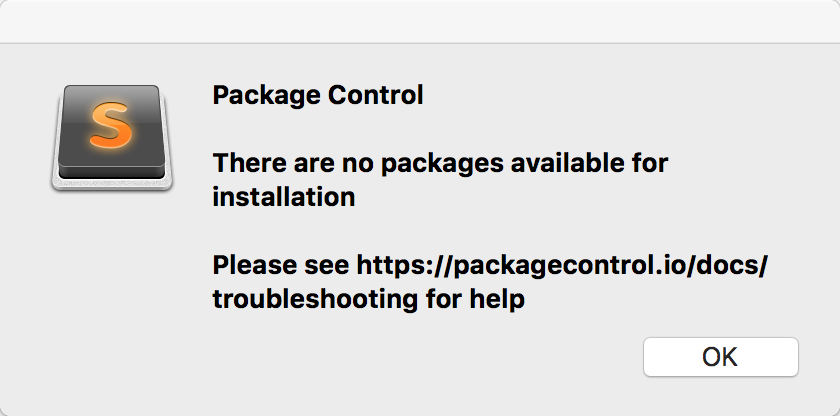 S
Package Control
There are no packages available for
installation
Please see https://packagecontrol.io/docs/
troubleshooting for help
OK